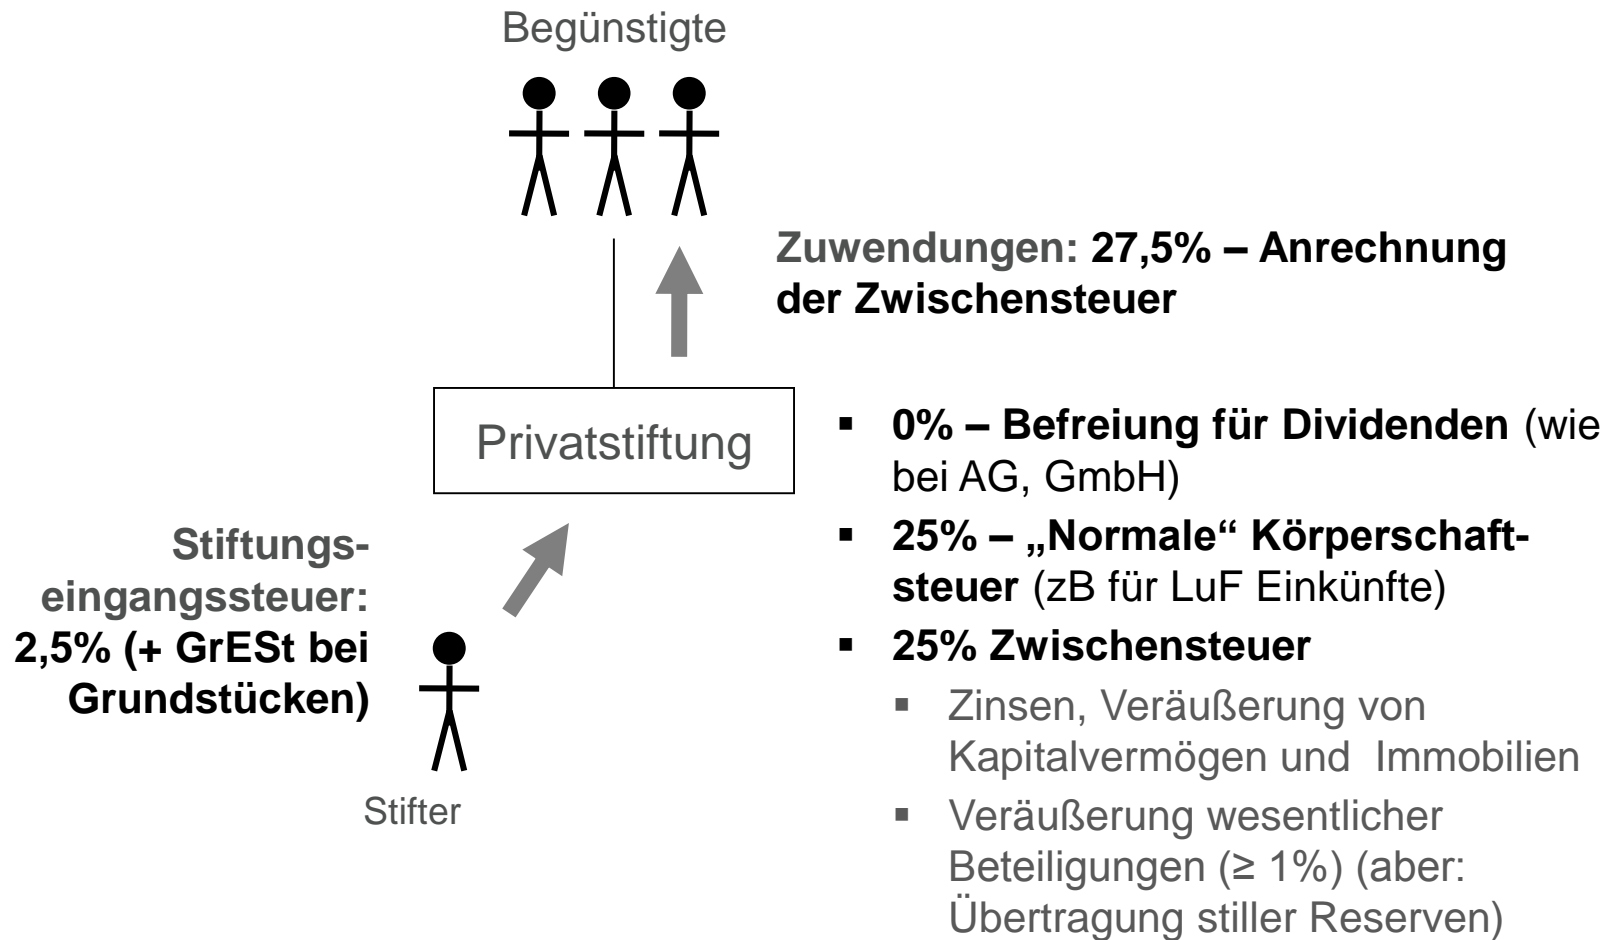 Begünstigte
Zuwendungen: 27,5% – Anrechnung
der Zwischensteuer
Privatstiftung
▪ 0% – Befreiung für Dividenden (wie
bei AG, GmbH)
▪ 25% – „Normale“ Körperschaft-
steuer (zB für LuF Einkünfte)
▪ 25% Zwischensteuer
▪ Zinsen, Veräußerung von
Kapitalvermögen und Immobilien
▪ Veräußerung wesentlicher
Beteiligungen (≥ 1%) (aber:
Übertragung stiller Reserven)
Stiftungs-
eingangssteuer:
2,5% (+ GrESt bei
Grundstücken)
Stifter